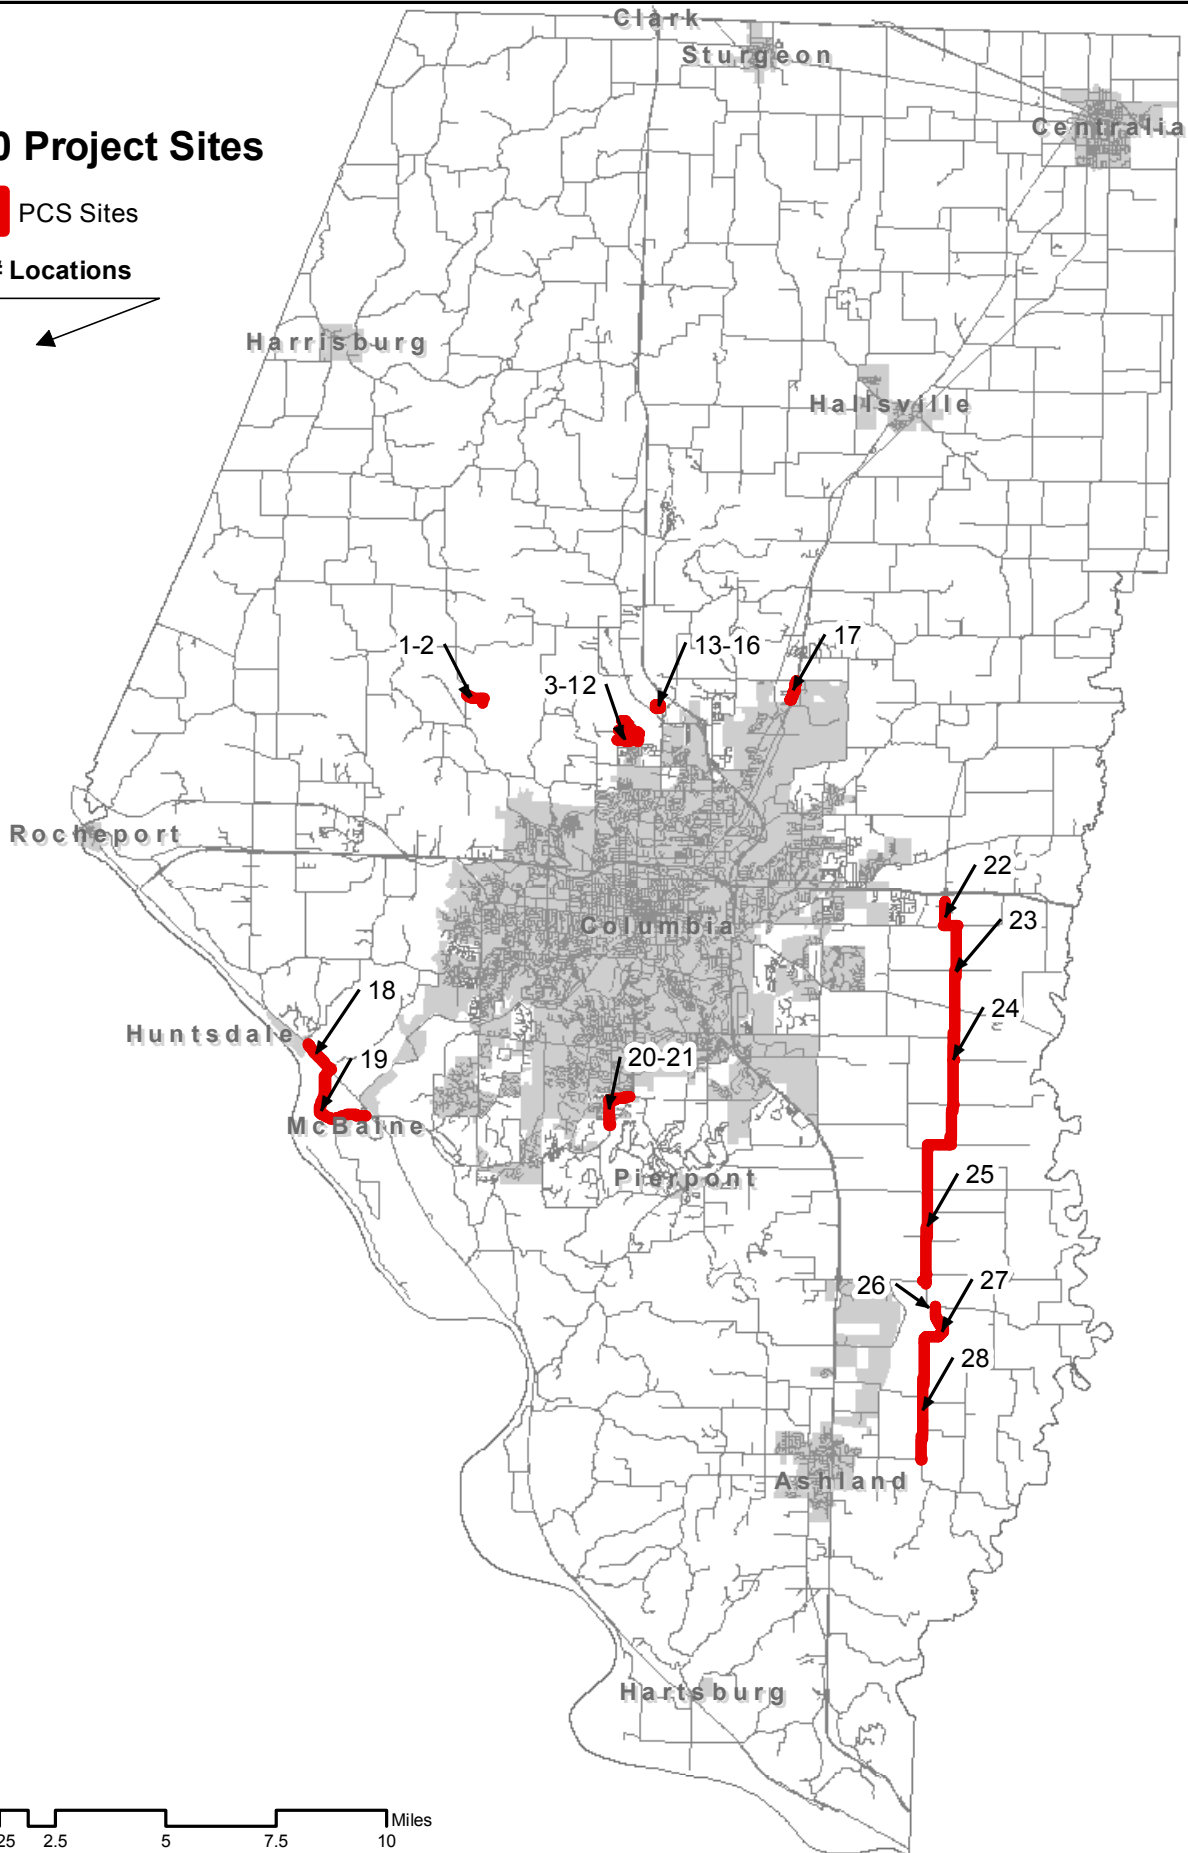 Clark
Sturgeon
Centralia
0 Project Sites
PCS Sites
# Locations
Harrisburg
Hallsville
1-2
13-16
17
3-12
Rocheport
22
Columbia
23
18
24
Huntsdale
19
20-21
McBaine
Pierpont
25
26
27
28
Ashland
Hartsburg
Miles
25 2.5 5 7.5 10